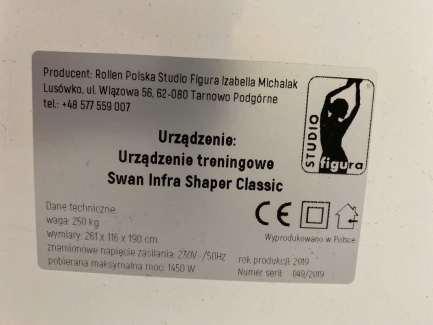 Producent: Rollen Polska Studio Figura Izabella Michalak
Lusówko, ul. Wiązowa 56, 62-080 Tarnowo Podgórne
tel.: +48 577 559 007
STUDIO
figura
Urządzenie:
Urządzenie treningowe
Swan Infra Shaper Classic
CE
Wyprodukowano w Polsce
Dane techniczne:
waga: 250 kg
wymiary: 261 x 116 x 190 cm
znamionowe napięcie zasilania: 230V~/50Hz
pobierana maksymalna moc: 1450 W
rok produkcji: 2019
Numer serii: 049/2019